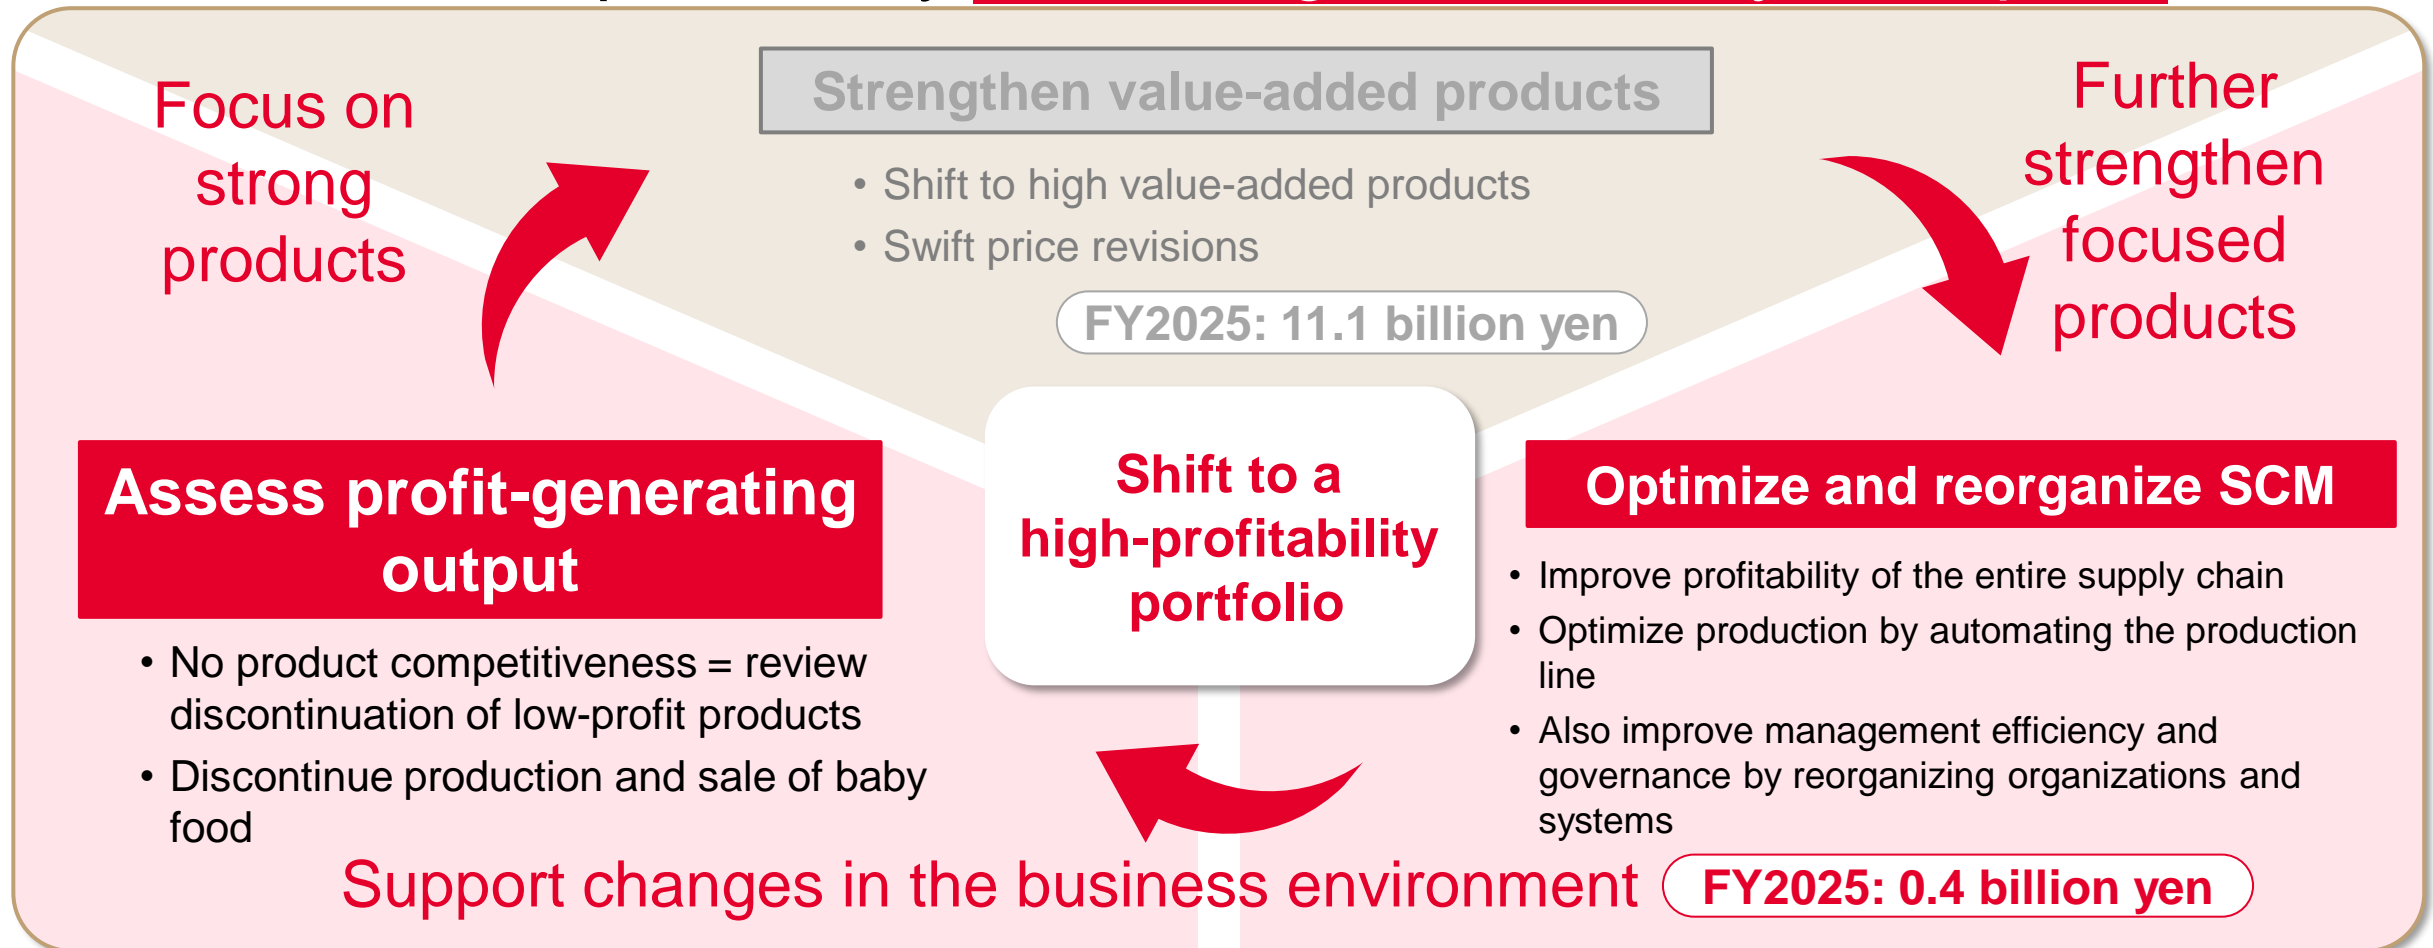 Focus on
strong
products
Strengthen value-added products
• Shift to high value-added products
• Swift price revisions
FY2025: 11.1 billion yen
Further
strengthen
focused
products
Assess profit-generating
output
• No product competitiveness = review
discontinuation of low-profit products
• Discontinue production and sale of baby
food
Shift to a
high-profitability
portfolio
Optimize and reorganize SCM
• Improve profitability of the entire supply chain
• Optimize production by automating the production
line
• Also improve management efficiency and
governance by reorganizing organizations and
systems
Support changes in the business environment
FY2025: 0.4 billion yen